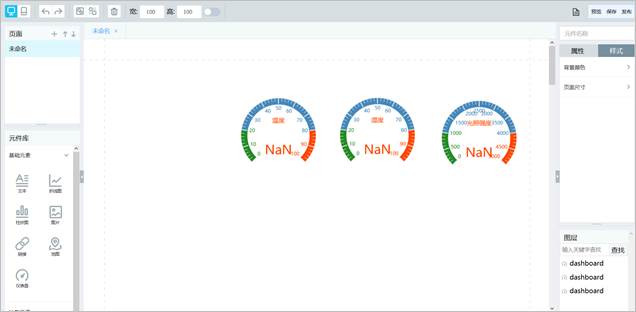 宽: 100 高: 100
预览 保存 发布
页面
未命名
未命名 ×
元件库
基础元素
文本 折线图
柱状图 图片
链接 地图
仪表盘
0 10 20 30 40 50 60 70 80 90 100
湿度
NaN
0 10 20 30 40 50 60 70 80 90 100
温度
NaN
0 500 1000 1500 2000 2500 3000 3500 4000 4500 5000
光照强度
NaN
元件名称
属性 样式
背景颜色
页面尺寸
图层
输入关键字查找 查找
dashboard
dashboard
dashboard